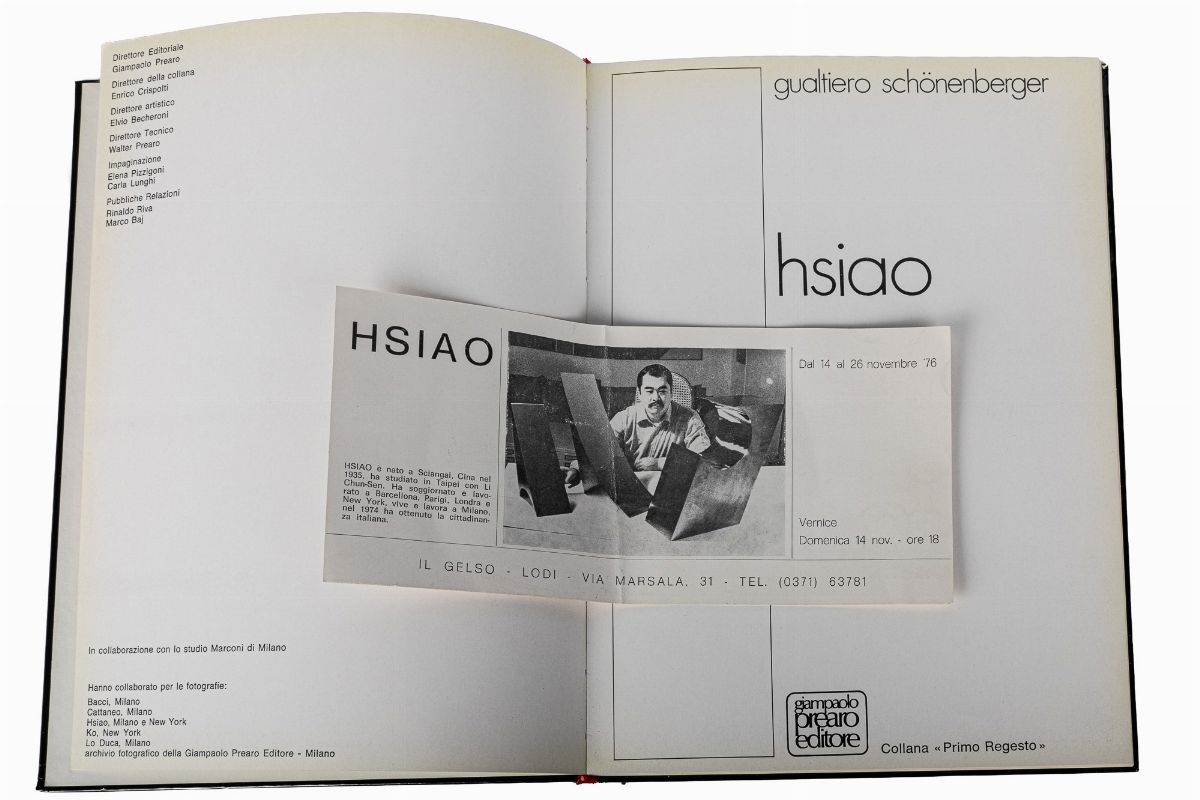 Direttore Editoriale
Giampaolo Prearo
Direttore della collana
Enrico Crispolti
Direttore artistico
Elvio Becheroni
Direttore Tecnico
Walter Prearo
Impaginazione
Elena Pizzigoni
Carla Lunghi
Pubbliche Relazioni
Rinaldo Riva
Marco Baj
In collaborazione con lo studio Marconi di Milano
Hanno collaborato per le fotografie:
Bacci, Milano
Cattaneo, Milano
Hsiao, Milano e New York
Ko, New York
Lo Duca, Milano
archivio fotografico della Giampaolo Prearo Editore - Milano
gualtiero schönenberger
hsiao
HSIAO
HSIAO è nato a Sciangai, Cina nel
1935, ha studiato in Taipei con Li
Chun-Sen. Ha soggiornato e lavo-
rato a Barcellona, Parigi, Londra e
New York, vive e lavora a Milano,
nel 1974 ha ottenuto la cittadinan-
za italiana.
Dal 14 al 26 novembre '76
Vernice
Domenica 14 nov. - ore 18
IL GELSO - LODI - VIA MARSALA, 31 - TEL. (0371) 63781
giampaolo
prearo
editore
Collana «Primo Regesto»